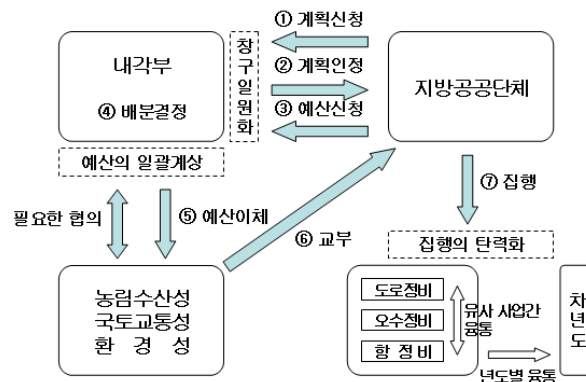 ① 계획신청
② 계획인정
③ 예산신청
내각부
④ 배분결정
창구일원화
지방공공단체
예산의 일괄계상
필요한 협의
⑤ 예산이체
⑥ 교부
⑦ 집행
집행의 탄력화
농림수산성
국토교통성
환 경 성
도로정비
오수정비
항 정 비
유사 사업간
융통
년도별 융통
차년도